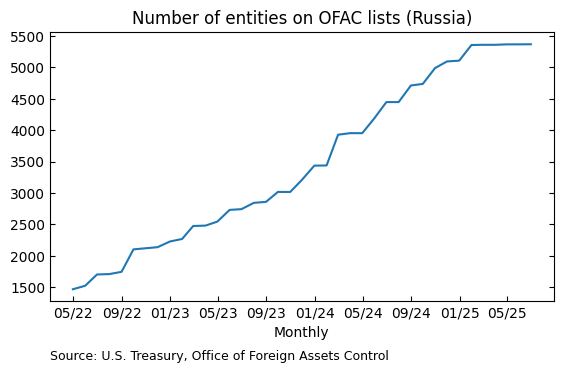 Number of entities on OFAC lists (Russia)
5500
5000
4500
4000
3500
3000
2500
2000
1500
05/22 09/22 01/23 05/23 09/23 01/24 05/24 09/24 01/25 05/25
Monthly
Source: U.S. Treasury, Office of Foreign Assets Control